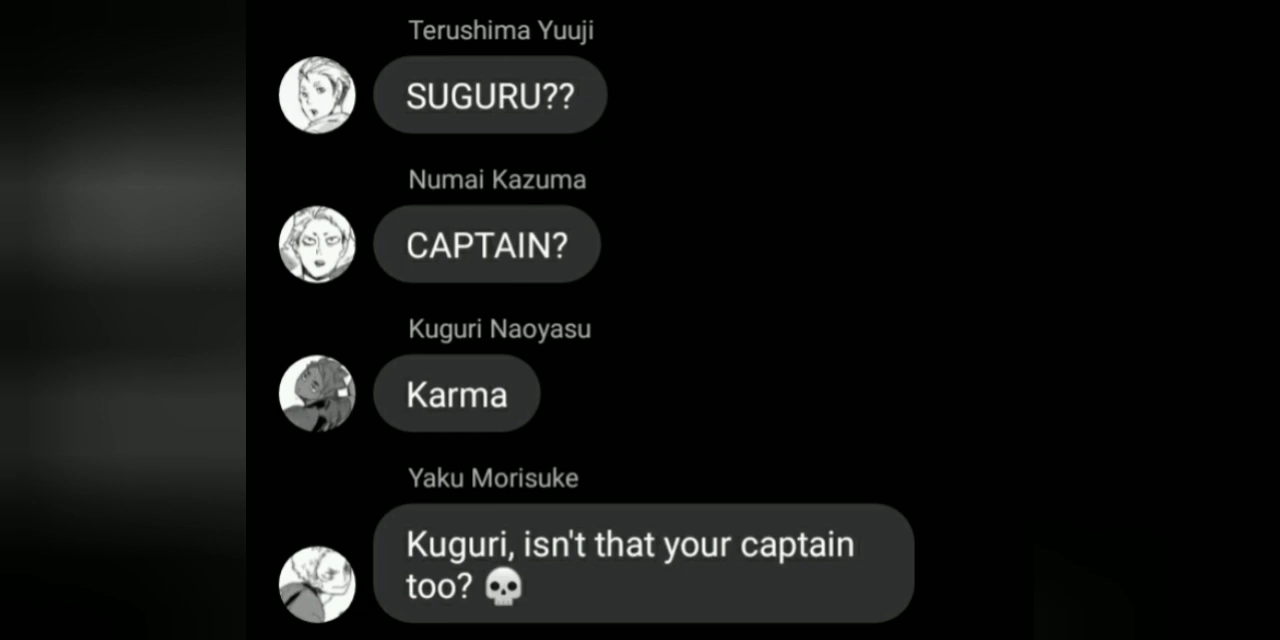 Terushima Yuuji
SUGURU??
Numai Kazuma
CAPTAIN?
Kuguri Naoyasu
Karma
Yaku Morisuke
Kuguri, isn't that your captain
too? 💀